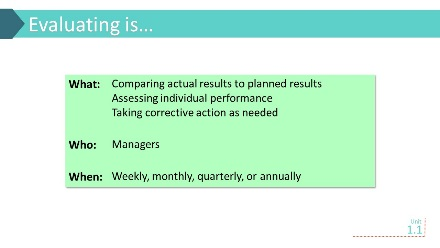 Evaluating is...
What: Comparing actual results to planned results
Assessing individual performance
Taking corrective action as needed
Who: Managers
When: Weekly, monthly, quarterly, or annually
Unit
1.1